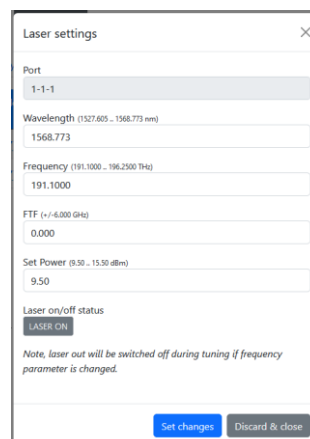 Laser settings
Port
1-1-1
Wavelength (1527.605 .. 1568.773 nm)
1568.773
Frequency (191.1000 .. 196.2500 THz)
191.1000
FTF (+/-6.000 GHz)
0.000
Set Power (9.50 .. 15.50 dBm)
9.50
Laser on/off status
LASER ON
Note, laser out will be switched off during tuning if frequency
parameter is changed.
Set changes Discard & close